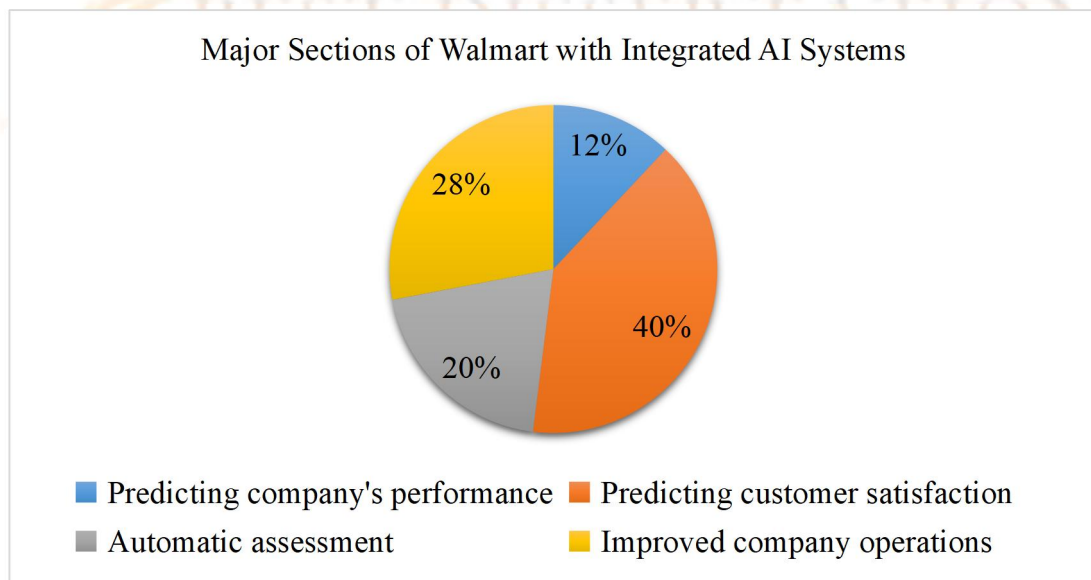 Major Sections of Walmart with Integrated AI Systems
12%
28%
40%
20%
Predicting company's performance
Predicting customer satisfaction
Automatic assessment
Improved company operations